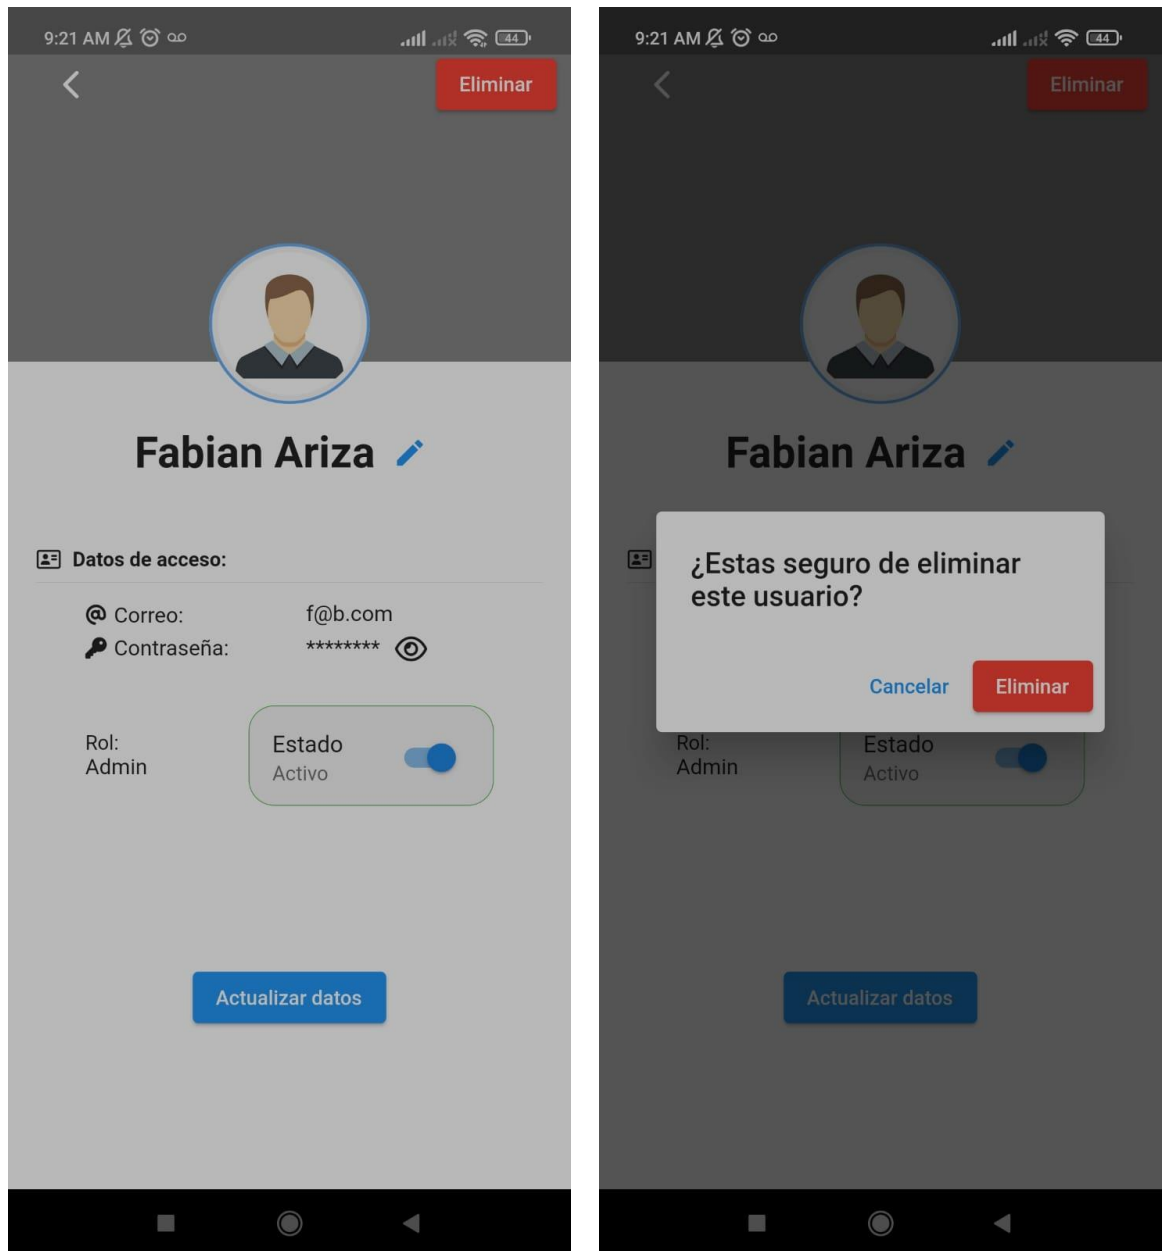 9:21 AM
44
Eliminar
Fabian Ariza
Datos de acceso:
Correo: f@b.com
Contraseña: ********
Rol:
Admin
Estado
Activo
Actualizar datos
9:21 AM
44
Eliminar
Fabian Ariza
¿Estas seguro de eliminar
este usuario?
Cancelar Eliminar
Rol:
Admin
Estado
Activo
Actualizar datos